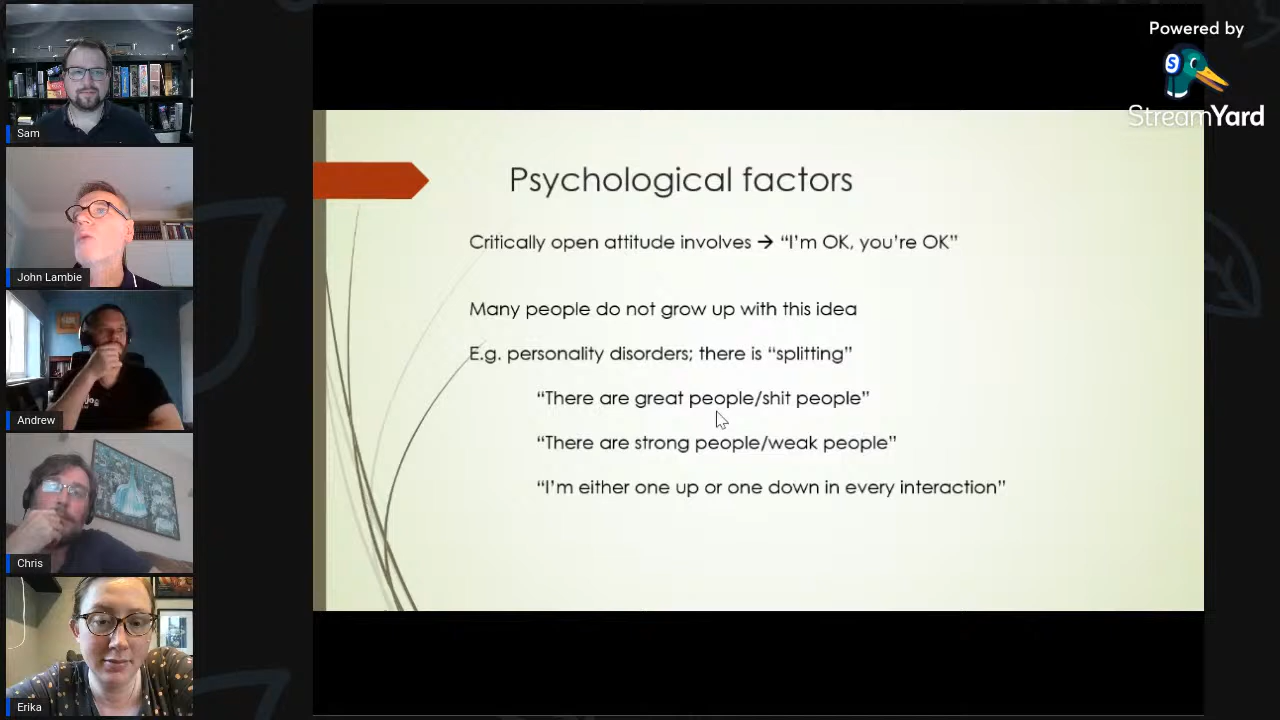 Sam
John Lambie
Andrew
Chris
Erika
Powered by
S
StreamYard
Psychological factors
Critically open attitude involves → “I’m OK, you’re OK”
Many people do not grow up with this idea
E.g. personality disorders; there is “splitting”
“There are great people/shit people”
“There are strong people/weak people”
“I’m either one up or one down in every interaction”